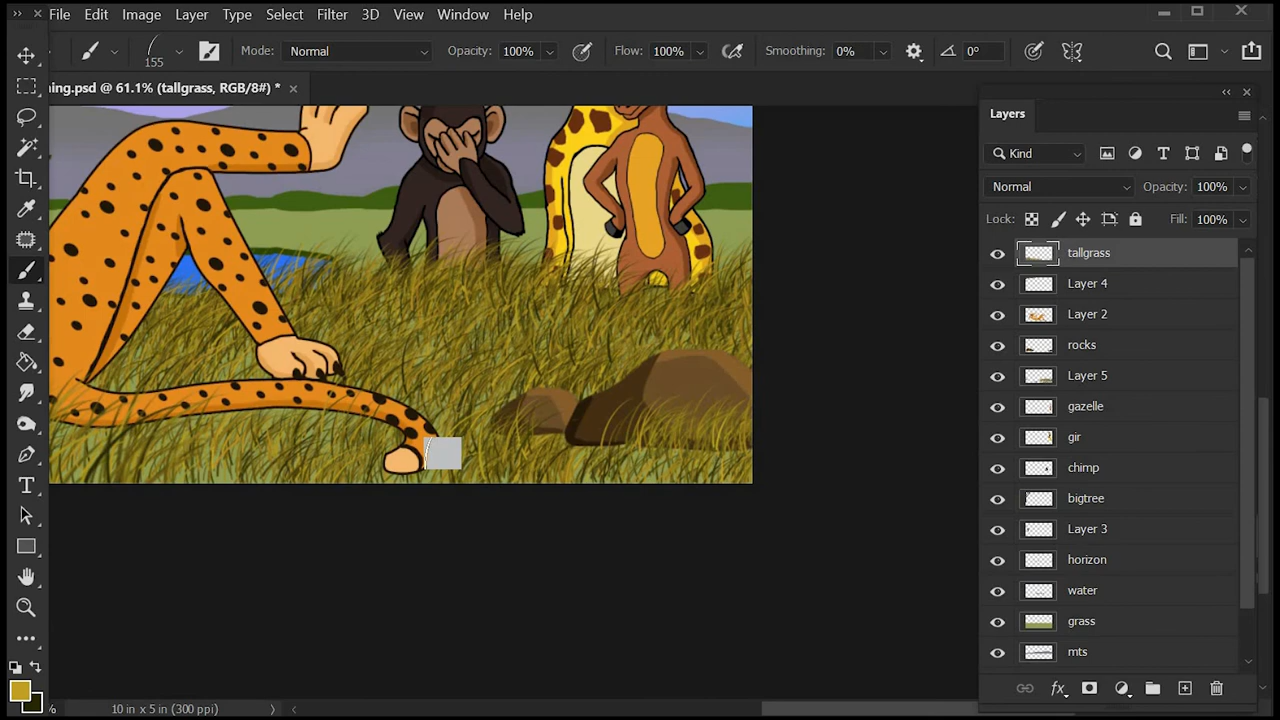 File Edit Image Layer Type Select Filter 3D View Window Help
155 Mode: Normal Opacity: 100% Flow: 100% Smoothing: 0% 0°
ning.psd @ 61.1% (tallgrass, RGB/8#) *
Layers
Kind
Normal Opacity: 100%
Lock: Fill: 100%
tallgrass
Layer 4
Layer 2
rocks
Layer 5
gazelle
gir
chimp
bigtree
Layer 3
horizon
water
grass
mts
% 10 in x 5 in (300 ppi)